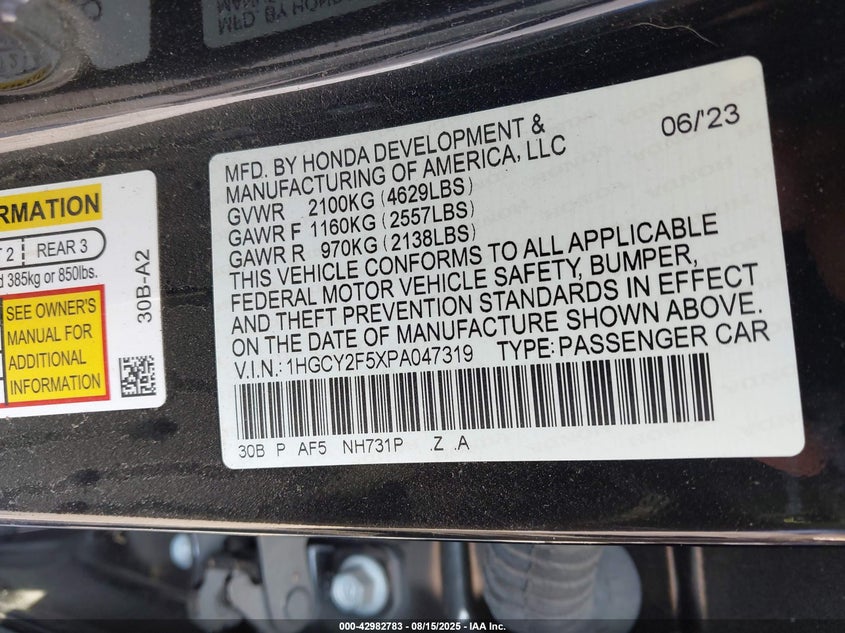 MFD. BY HONDA DEVELOPMENT &
MANUFACTURING OF AMERICA, LLC
06/'23
GVWR 2100KG (4629LBS)
GAWR F 1160KG (2557LBS)
GAWR R 970KG (2138LBS)
THIS VEHICLE CONFORMS TO ALL APPLICABLE
FEDERAL MOTOR VEHICLE SAFETY, BUMPER,
AND THEFT PREVENTION STANDARDS IN EFFECT
ON THE DATE OF MANUFACTURE SHOWN ABOVE.
V.I.N.: 1HGCY2F5XPA047319 TYPE: PASSENGER CAR
30B P AF5 NH731P .Z .A
2 REAR 3
385kg or 850lbs.
SEE OWNER'S
MANUAL FOR
ADDITIONAL
INFORMATION
30B-A2
000-42982783 - 08/15/2025 - IAA Inc.